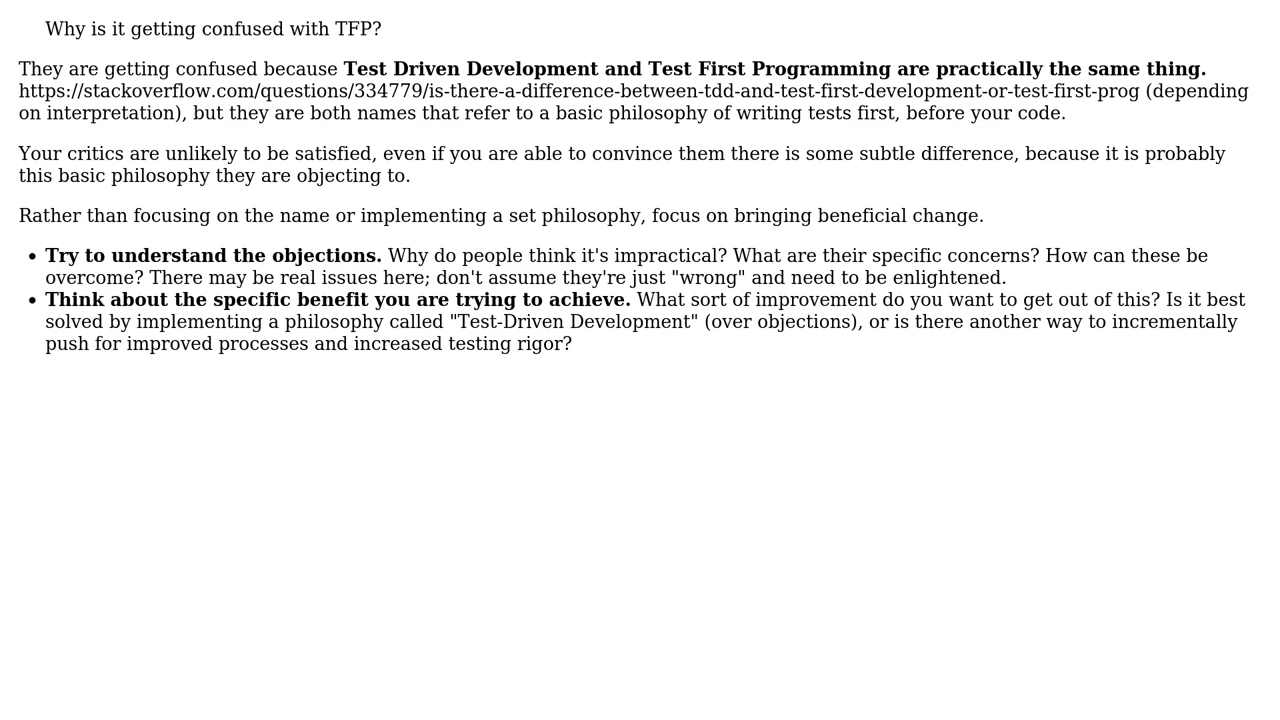 Why is it getting confused with TFP?
They are getting confused because Test Driven Development and Test First Programming are practically the same thing.
https://stackoverflow.com/questions/334779/is-there-a-difference-between-tdd-and-test-first-development-or-test-first-prog (depending
on interpretation), but they are both names that refer to a basic philosophy of writing tests first, before your code.
Your critics are unlikely to be satisfied, even if you are able to convince them there is some subtle difference, because it is probably
this basic philosophy they are objecting to.
Rather than focusing on the name or implementing a set philosophy, focus on bringing beneficial change.
• Try to understand the objections. Why do people think it's impractical? What are their specific concerns? How can these be
overcome? There may be real issues here; don't assume they're just "wrong" and need to be enlightened.
• Think about the specific benefit you are trying to achieve. What sort of improvement do you want to get out of this? Is it best
solved by implementing a philosophy called "Test-Driven Development" (over objections), or is there another way to incrementally
push for improved processes and increased testing rigor?